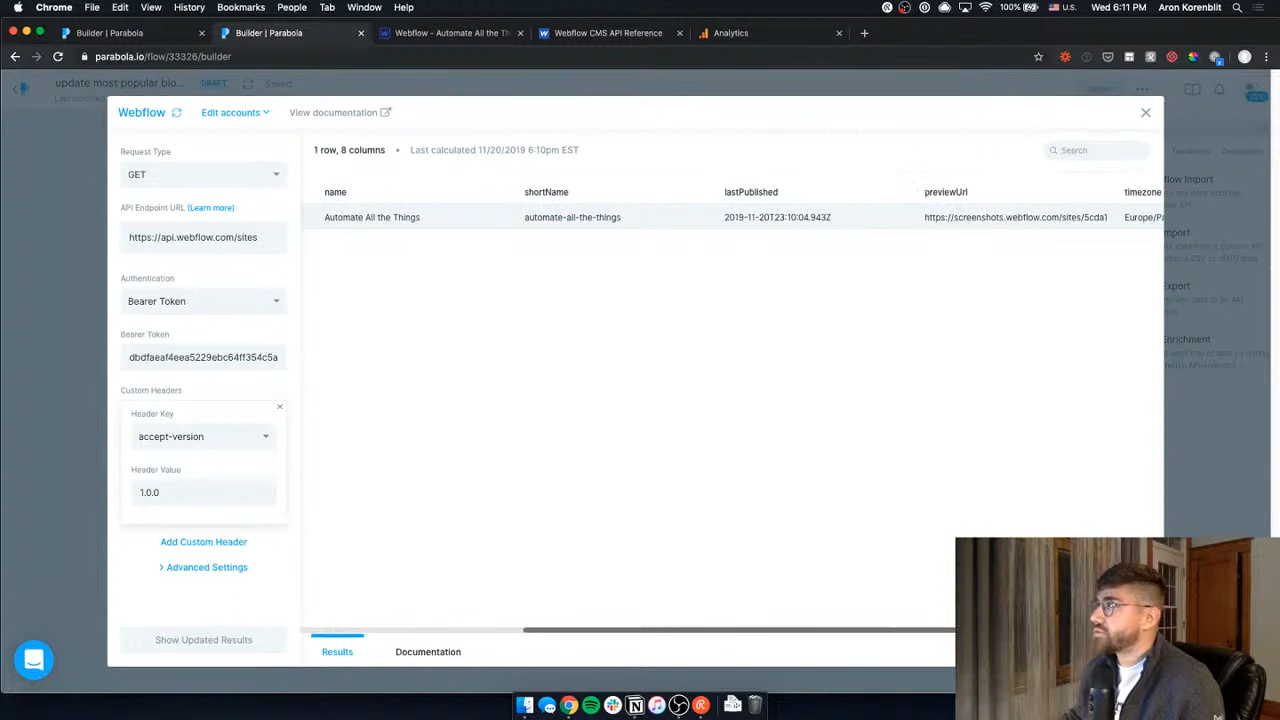 Chrome File Edit View History Bookmarks People Tab Window Help 100% U.S. Wed 6:11 PM Aron Korenblit
Builder | Parabola
Builder | Parabola
Webflow - Automate All the Th
Webflow CMS API Reference
Analytics
parabola.io/flow/33326/builder
update most popular blo... DRAFT Saved
Webflow Edit accounts View documentation
Request Type
GET
API Endpoint URL (Learn more)
https://api.webflow.com/sites
Authentication
Bearer Token
Bearer Token
dbdfaeaf4eea5229ebc64ff354c5a
Custom Headers
Header Key
accept-version
Header Value
1.0.0
Add Custom Header
Advanced Settings
Show Updated Results
1 row, 8 columns • Last calculated 11/20/2019 6:10pm EST
Search
name shortName lastPublished previewUrl timezone
Automate All the Things automate-all-the-things 2019-11-20T23:10:04.943Z https://screenshots.webflow.com/sites/5cda1 Europe/Pa
Results Documentation
flow Import
mport
Export
Enrichment